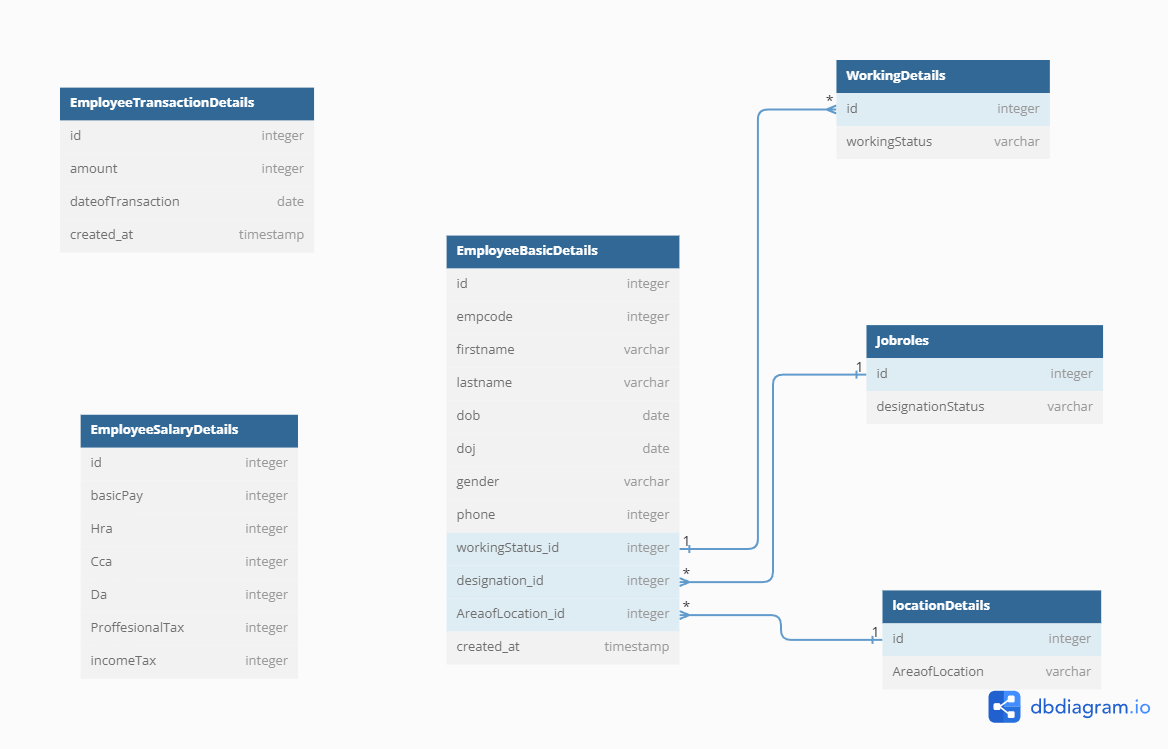 EmployeeTransactionDetails
id integer
amount integer
dateofTransaction date
created_at timestamp
EmployeeSalaryDetails
id integer
basicPay integer
Hra integer
Cca integer
Da integer
ProffesionalTax integer
incomeTax integer
EmployeeBasicDetails
id integer
empcode integer
firstname varchar
lastname varchar
dob date
doj date
gender varchar
phone integer
workingStatus_id integer
1
designation_id integer
*
AreaofLocation_id integer
*
created_at timestamp
WorkingDetails
*
id integer
workingStatus varchar
Jobroles
1
id integer
designationStatus varchar
locationDetails
1
id integer
AreaofLocation varchar
dbdiagram.io